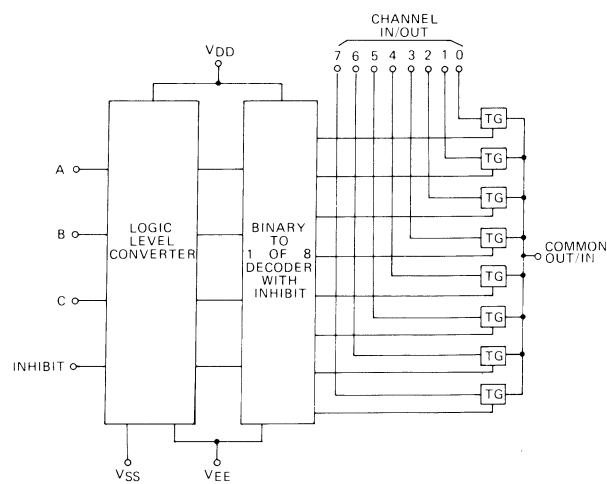 CHANNEL
IN/OUT
7 6 5 4 3 2 1 0
VDD
TG
TG
TG
TG
TG
TG
TG
TG
A
B
C
INHIBIT
LOGIC
LEVEL
CONVERTER
BINARY
TO
1 OF 8
DECODER
WITH
INHIBIT
COMMON
OUT/IN
VSS
VEE